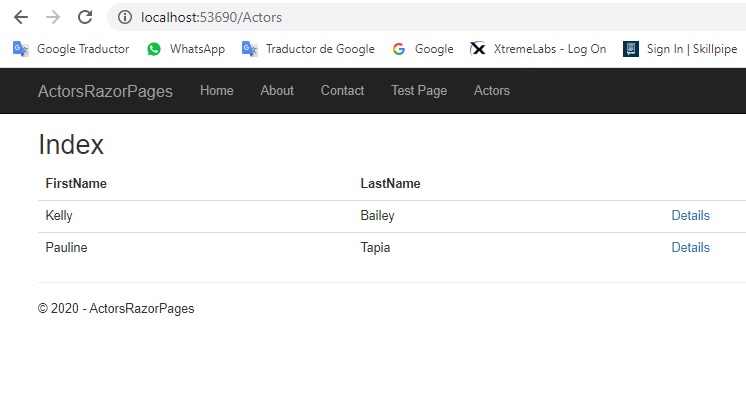 localhost:53690/Actors
Google Traductor WhatsApp Traductor de Google Google XtremeLabs - Log On Sign In | Skillpipe
ActorsRazorPages Home About Contact Test Page Actors
Index
FirstName LastName
Kelly Bailey Details
Pauline Tapia Details
© 2020 - ActorsRazorPages